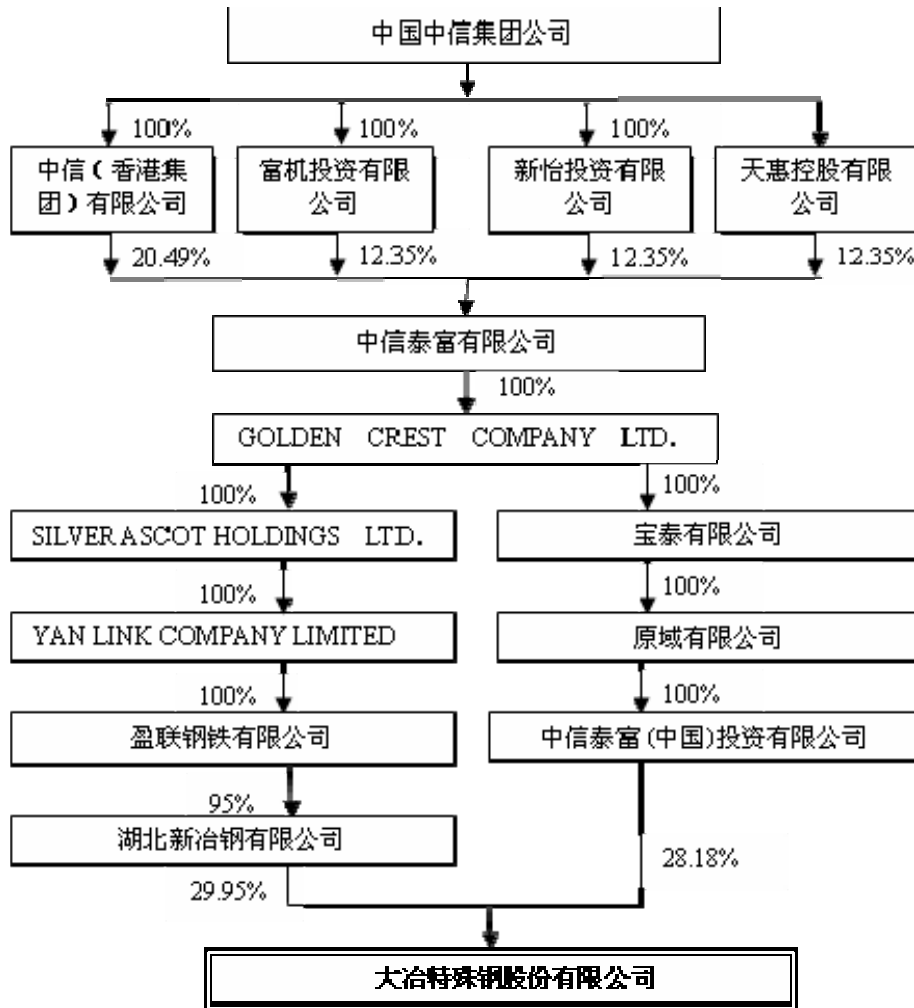 中国中信集团公司
100% 100% 100%
中信（香港集
团）有限公司
富机投资有限
公司
新怡投资有限
公司
天惠控股有限
公司
20.49% 12.35% 12.35% 12.35%
中信泰富有限公司
100%
GOLDEN CREST COMPANY LTD.
100% 100%
SILVER ASCOT HOLDINGS LTD. 宝泰有限公司
100% 100%
YAN LINK COMPANY LIMITED 原域有限公司
100% 100%
盈联钢铁有限公司 中信泰富(中国)投资有限公司
95%
湖北新冶钢有限公司
28.18%
29.95%
大冶特殊钢股份有限公司